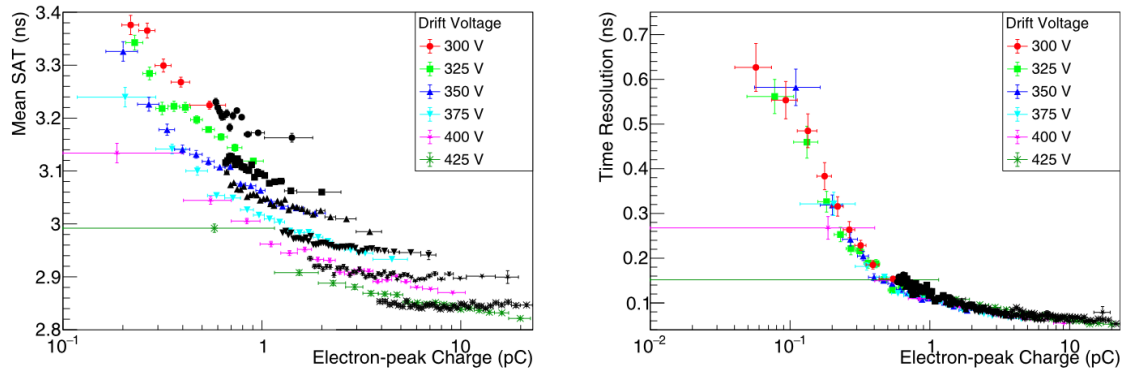 Mean SAT (ns)
3.4
3.3
3.2
3.1
3
2.9
2.8
10⁻¹
1
10
Electron-peak Charge (pC)
Drift Voltage
300 V
325 V
350 V
375 V
400 V
425 V
Time Resolution (ns)
0.7
0.6
0.5
0.4
0.3
0.2
0.1
10⁻²
10⁻¹
1
10
Electron-peak Charge (pC)
Drift Voltage
300 V
325 V
350 V
375 V
400 V
425 V